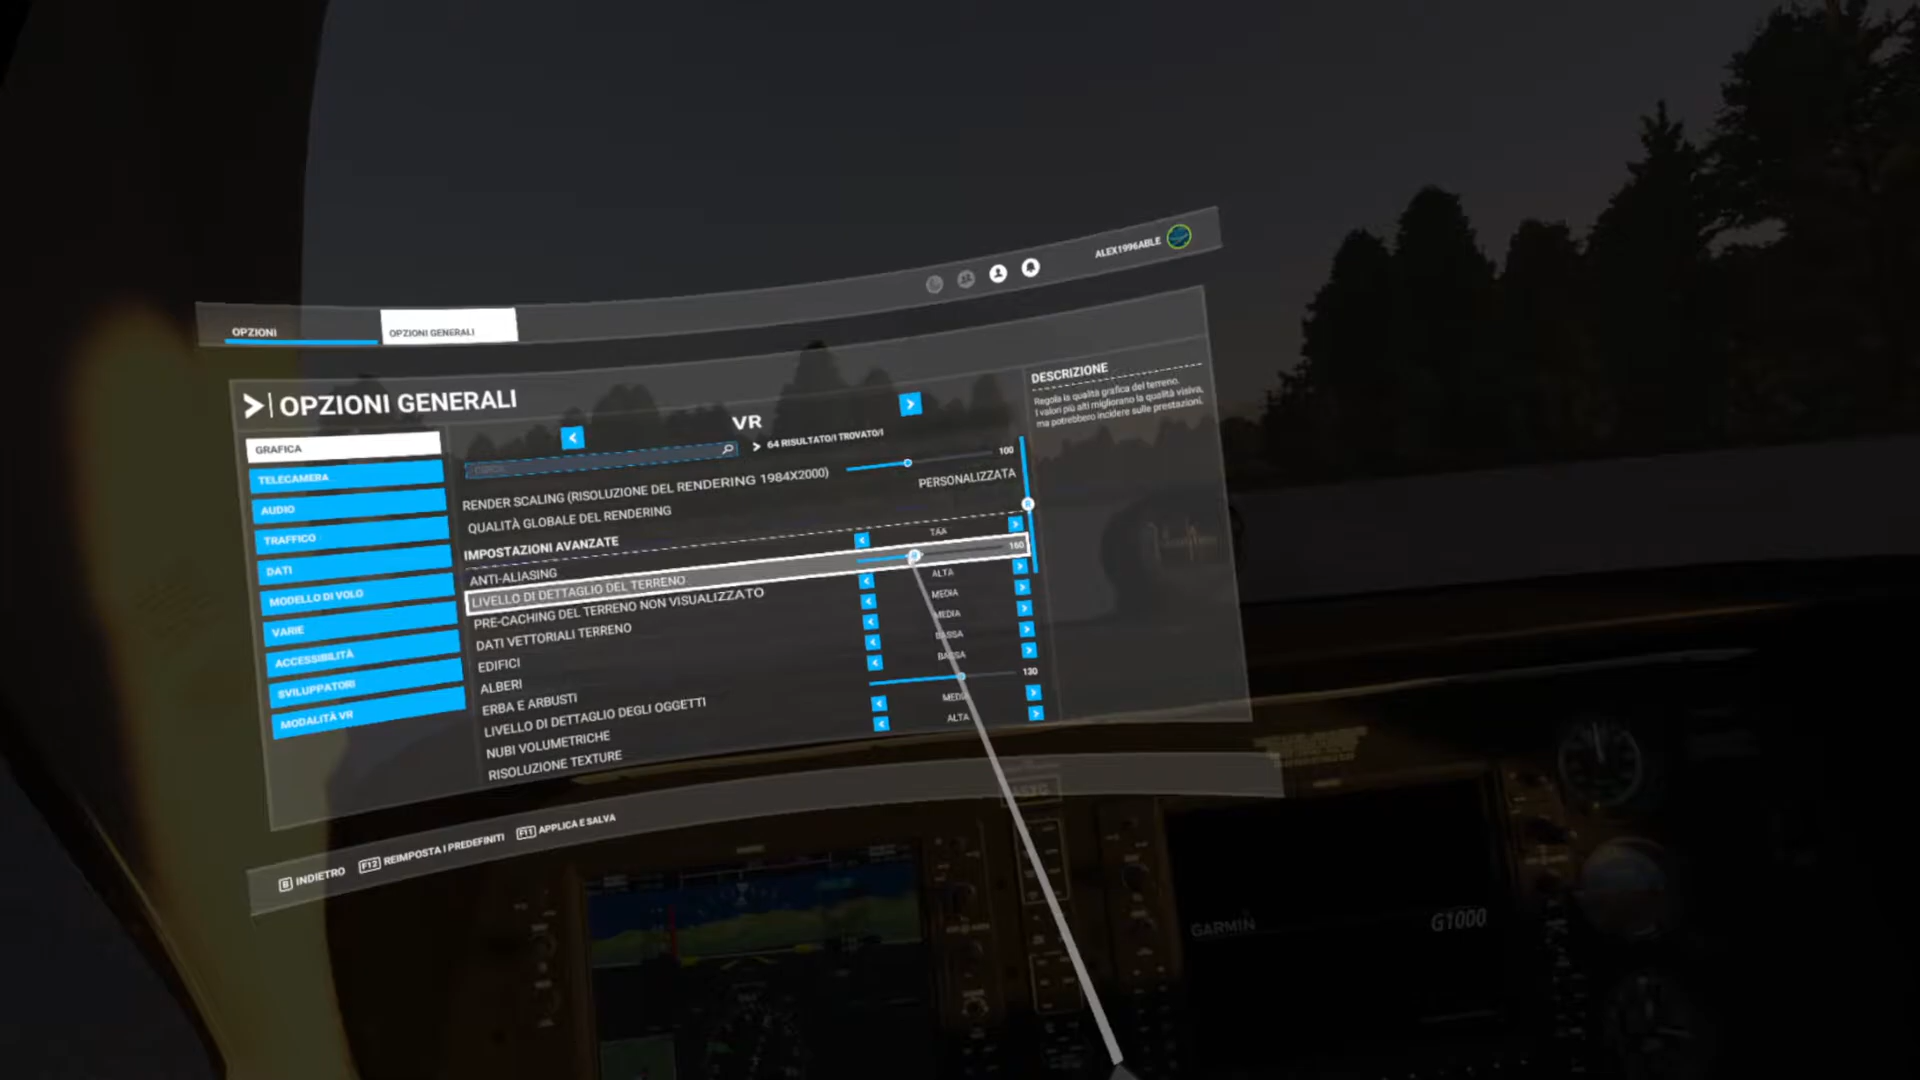 ALEX1996ABLE
OPZIONI
OPZIONI GENERALI
>| OPZIONI GENERALI
GRAFICA
TELECAMERA
AUDIO
TRAFFICO
DATI
MODELLO DI VOLO
VARIE
ACCESSIBILITÀ
SVILUPPATORI
MODALITÀ VR
VR
64 RISULTATO/I TROVATO/I
RENDER SCALING (RISOLUZIONE DEL RENDERING 1984X2000) 100
QUALITÀ GLOBALE DEL RENDERING PERSONALIZZATA
IMPOSTAZIONI AVANZATE
ANTI-ALIASING TAA
LIVELLO DI DETTAGLIO DEL TERRENO 160
PRE-CACHING DEL TERRENO NON VISUALIZZATO ALTA
DATI VETTORIALI TERRENO MEDIA
EDIFICI MEDIA
ALBERI BASSA
ERBA E ARBUSTI BASSA
LIVELLO DI DETTAGLIO DEGLI OGGETTI 130
NUBI VOLUMETRICHE MEDIA
RISOLUZIONE TEXTURE ALTA
DESCRIZIONE
Regola la qualità grafica del terreno.
I valori più alti migliorano la qualità visiva,
ma potrebbero incidere sulle prestazioni.
B INDIETRO
F12 REIMPOSTA I PREDEFINITI
F11 APPLICA E SALVA
GARMIN
G1000